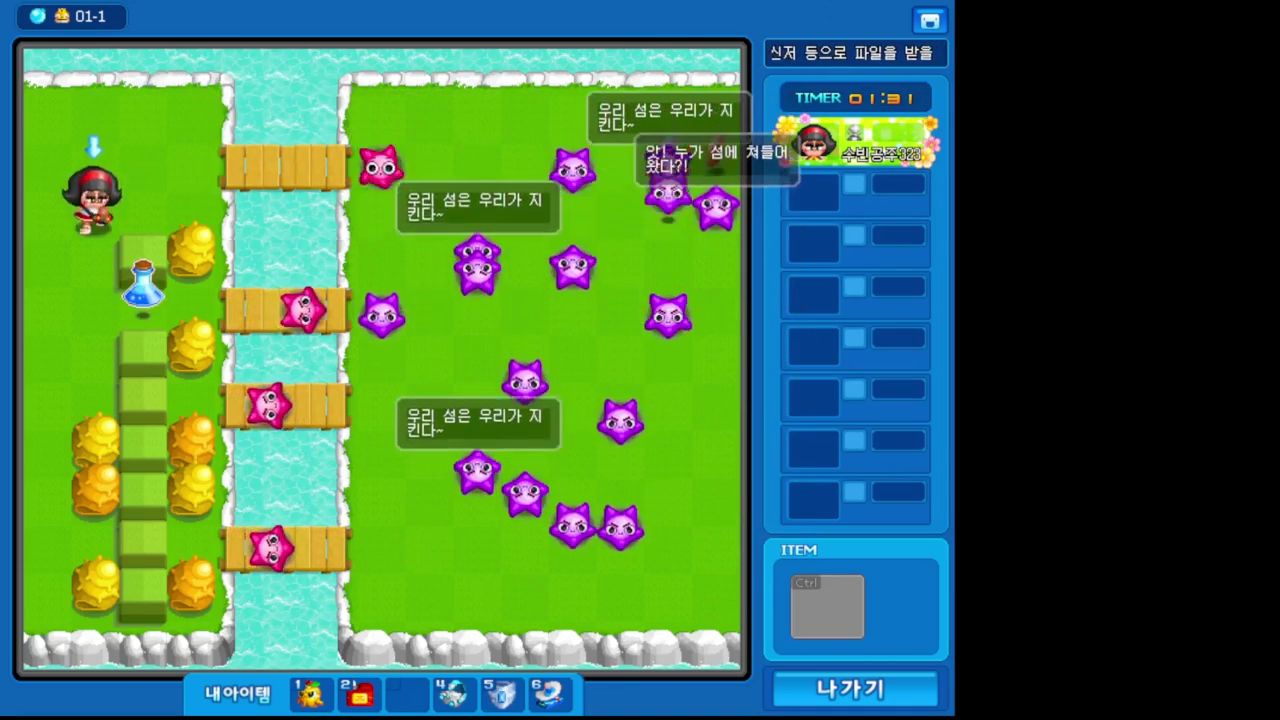 01-1
신저 등으로 파일을 받을
TIMER 01:31
우리 섬은 우리가 지
킨다~
앗! 누가 섬에 쳐들어
왔다?!
수빈공주023
우리 섬은 우리가 지
킨다~
우리 섬은 우리가 지
킨다~
ITEM
Ctrl
내아이템
1 2 4 5 6
나가기